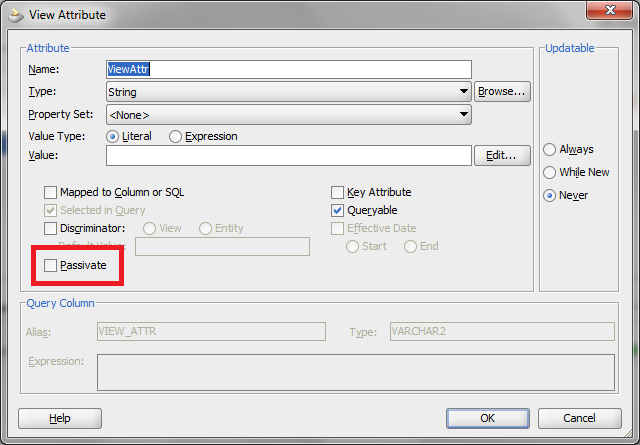 View Attribute
Attribute
Updatable
Name: ViewAttr
Type: String Browse...
Property Set: <None>
Value Type: Literal Expression
Value: Edit...
Always
While New
Never
Mapped to Column or SQL Key Attribute
Selected in Query Queryable
Discriminator: View Entity Effective Date
Default Value: Start End
Passivate
Query Column
Alias: VIEW_ATTR Type: VARCHAR2
Expression:
Help OK Cancel